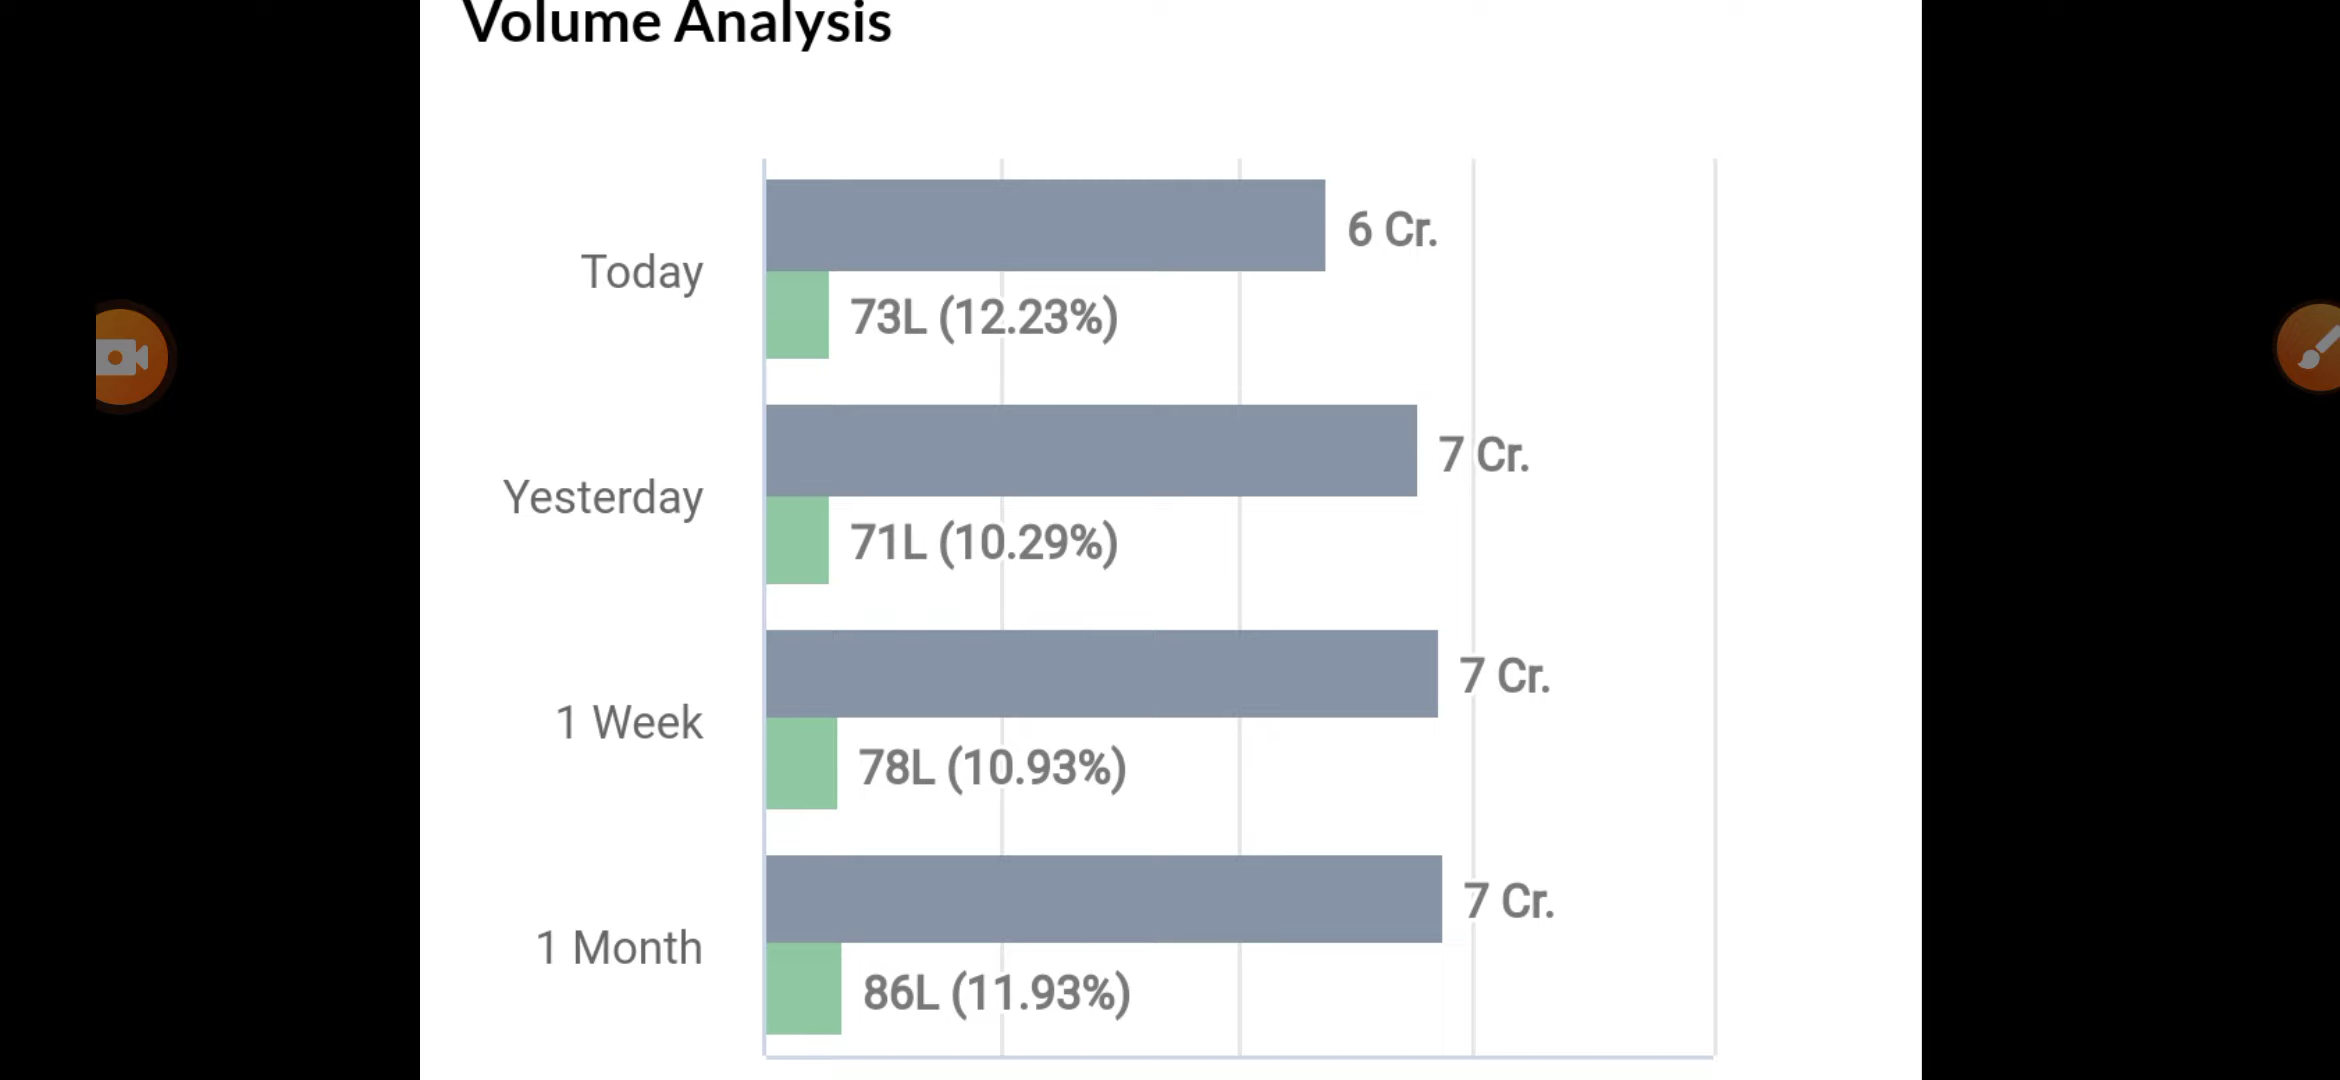 Volume Analysis
6 Cr.
Today
73L (12.23%)
7 Cr.
Yesterday
71L (10.29%)
7 Cr.
1 Week
78L (10.93%)
7 Cr.
1 Month
86L (11.93%)